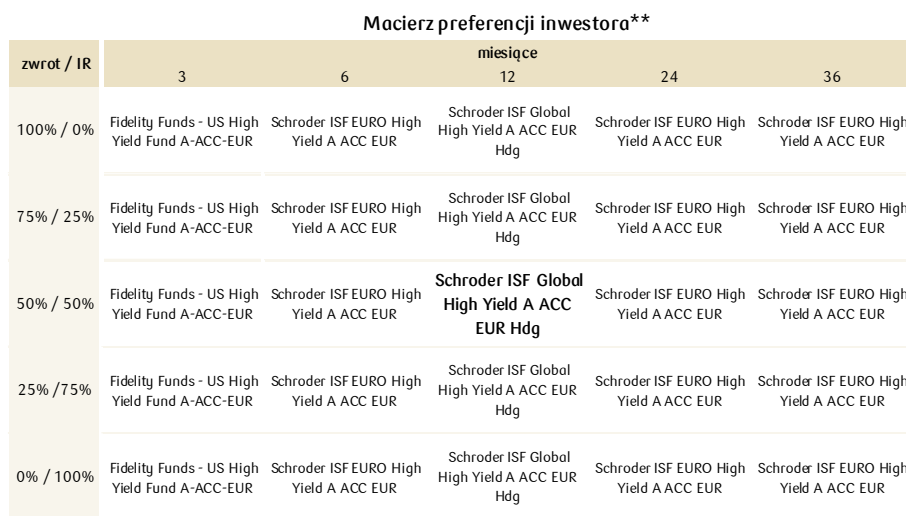 Macierz preferencji inwestora**
zwrot / IR
miesiące
3 6 12 24 36
100% / 0%
Fidelity Funds - US High
Yield Fund A-ACC-EUR
Schroder ISF EURO High
Yield A ACC EUR
Schroder ISF Global
High Yield A ACC EUR
Hdg
Schroder ISF EURO High
Yield A ACC EUR
Schroder ISF EURO High
Yield A ACC EUR
75% / 25%
Fidelity Funds - US High
Yield Fund A-ACC-EUR
Schroder ISF EURO High
Yield A ACC EUR
Schroder ISF Global
High Yield A ACC EUR
Hdg
Schroder ISF EURO High
Yield A ACC EUR
Schroder ISF EURO High
Yield A ACC EUR
50% / 50%
Fidelity Funds - US High
Yield Fund A-ACC-EUR
Schroder ISF EURO High
Yield A ACC EUR
Schroder ISF Global
High Yield A ACC
EUR Hdg
Schroder ISF EURO High
Yield A ACC EUR
Schroder ISF EURO High
Yield A ACC EUR
25% /75%
Fidelity Funds - US High
Yield Fund A-ACC-EUR
Schroder ISF EURO High
Yield A ACC EUR
Schroder ISF Global
High Yield A ACC EUR
Hdg
Schroder ISF EURO High
Yield A ACC EUR
Schroder ISF EURO High
Yield A ACC EUR
0% / 100%
Fidelity Funds - US High
Yield Fund A-ACC-EUR
Schroder ISF EURO High
Yield A ACC EUR
Schroder ISF Global
High Yield A ACC EUR
Hdg
Schroder ISF EURO High
Yield A ACC EUR
Schroder ISF EURO High
Yield A ACC EUR